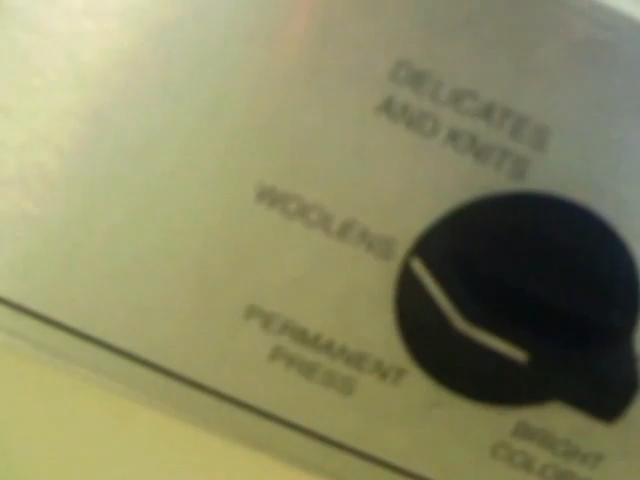 DELICATES
AND KNITS
WOOLENS
PERMANENT
PRESS
BRIGHT
COLORS